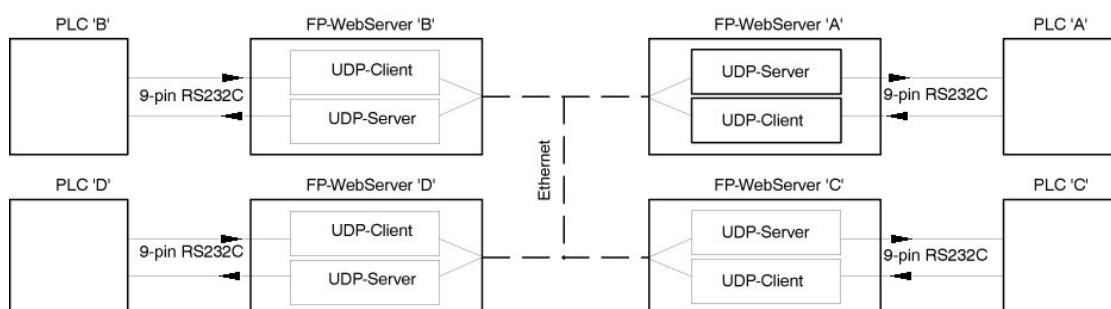 PLC 'B'
FP-WebServer 'B'
FP-WebServer 'A'
PLC 'A'
UDP-Client
UDP-Server
9-pin RS232C
9-pin RS232C
UDP-Server
UDP-Client
Ethernet
PLC 'D'
FP-WebServer 'D'
FP-WebServer 'C'
PLC 'C'
UDP-Client
UDP-Server
9-pin RS232C
9-pin RS232C
UDP-Server
UDP-Client